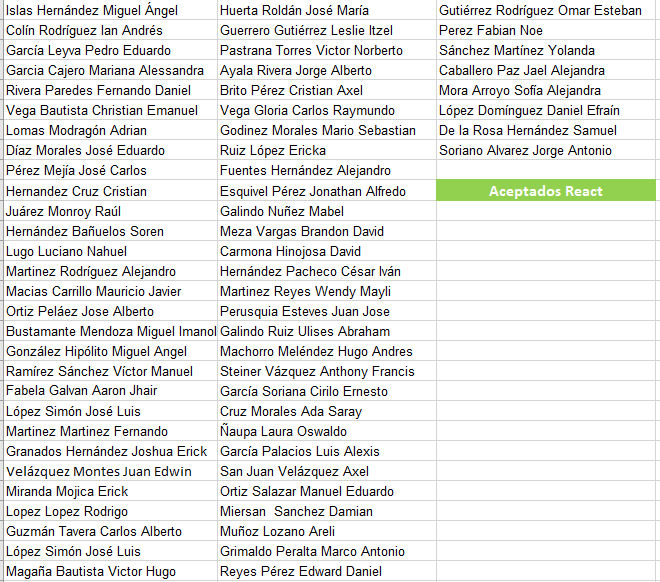 Islas Hernández Miguel Ángel
Huerta Roldán José María
Gutiérrez Rodríguez Omar Esteban
Colín Rodríguez Ian Andrés
Guerrero Gutiérrez Leslie Itzel
Perez Fabian Noe
García Leyva Pedro Eduardo
Pastrana Torres Victor Norberto
Sánchez Martínez Yolanda
Garcia Cajero Mariana Alessandra
Ayala Rivera Jorge Alberto
Caballero Paz Jael Alejandra
Rivera Paredes Fernando Daniel
Brito Pérez Cristian Axel
Mora Arroyo Sofía Alejandra
Vega Bautista Christian Emanuel
Vega Gloria Carlos Raymundo
López Domínguez Daniel Efraín
Lomas Modragón Adrian
Godinez Morales Mario Sebastian
De la Rosa Hernández Samuel
Díaz Morales José Eduardo
Ruiz López Ericka
Soriano Alvarez Jorge Antonio
Pérez Mejía José Carlos
Fuentes Hernández Alejandro
Hernandez Cruz Cristian
Esquivel Pérez Jonathan Alfredo
Aceptados React
Juárez Monroy Raúl
Galindo Nuñez Mabel
Hernández Bañuelos Soren
Meza Vargas Brandon David
Lugo Luciano Nahuel
Carmona Hinojosa David
Martinez Rodríguez Alejandro
Hernández Pacheco César Iván
Macias Carrillo Mauricio Javier
Martinez Reyes Wendy Mayli
Ortiz Peláez Jose Alberto
Perusquia Esteves Juan Jose
Bustamante Mendoza Miguel Imanol
Galindo Ruiz Ulises Abraham
González Hipólito Miguel Angel
Machorro Meléndez Hugo Andres
Ramírez Sánchez Víctor Manuel
Steiner Vázquez Anthony Francis
Fabela Galvan Aaron Jhair
García Soriana Cirilo Ernesto
López Simón José Luis
Cruz Morales Ada Saray
Martinez Martinez Fernando
Ñaupa Laura Oswaldo
Granados Hernández Joshua Erick
García Palacios Luis Alexis
Velázquez Montes Juan Edwin
San Juan Velázquez Axel
Miranda Mojica Erick
Ortiz Salazar Manuel Eduardo
Lopez Lopez Rodrigo
Miersan  Sanchez Damian
Guzmán Tavera Carlos Alberto
Muñoz Lozano Areli
López Simón José Luis
Grimaldo Peralta Marco Antonio
Magaña Bautista Victor Hugo
Reyes Pérez Edward Daniel